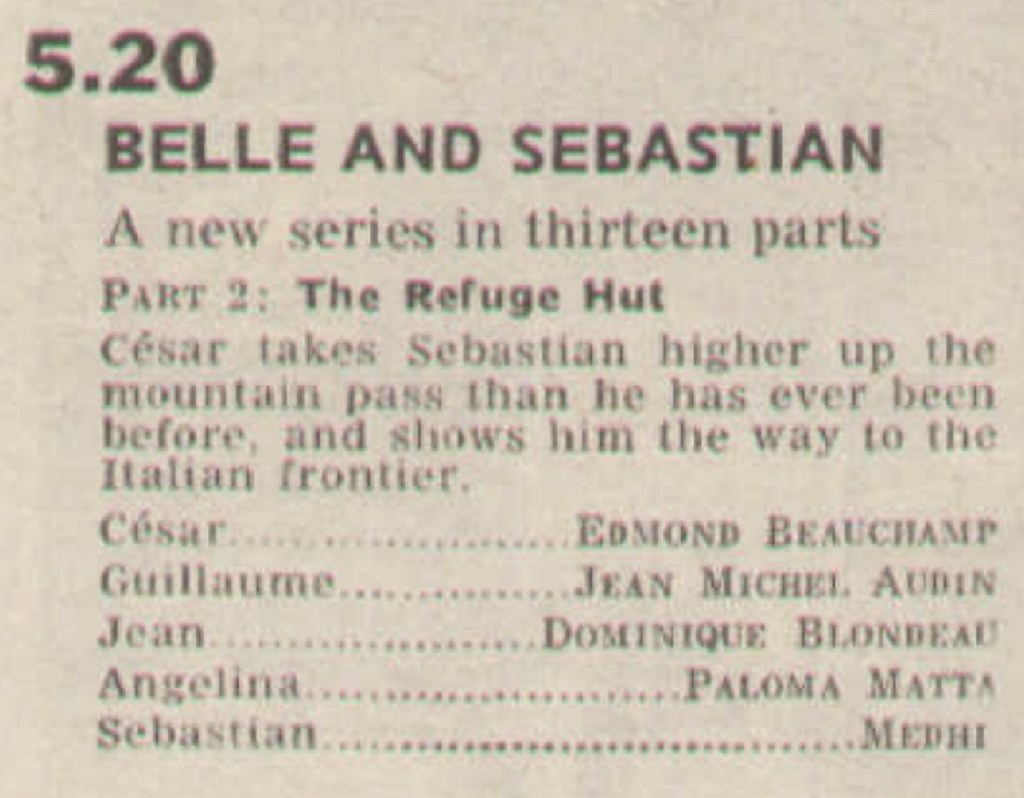 5.20
BELLE AND SEBASTIAN
A new series in thirteen parts
PART 2: The Refuge Hut
César takes Sebastian higher up the
mountain pass than he has ever been
before, and shows him the way to the
Italian frontier.
César......................EDMOND BEAUCHAMP
Guillaume...............JEAN MICHEL AUDIN
Jean.....................DOMINIQUE BLONDEAU
Angelina........................PALOMA MATTA
Sebastian..................................MEDHI